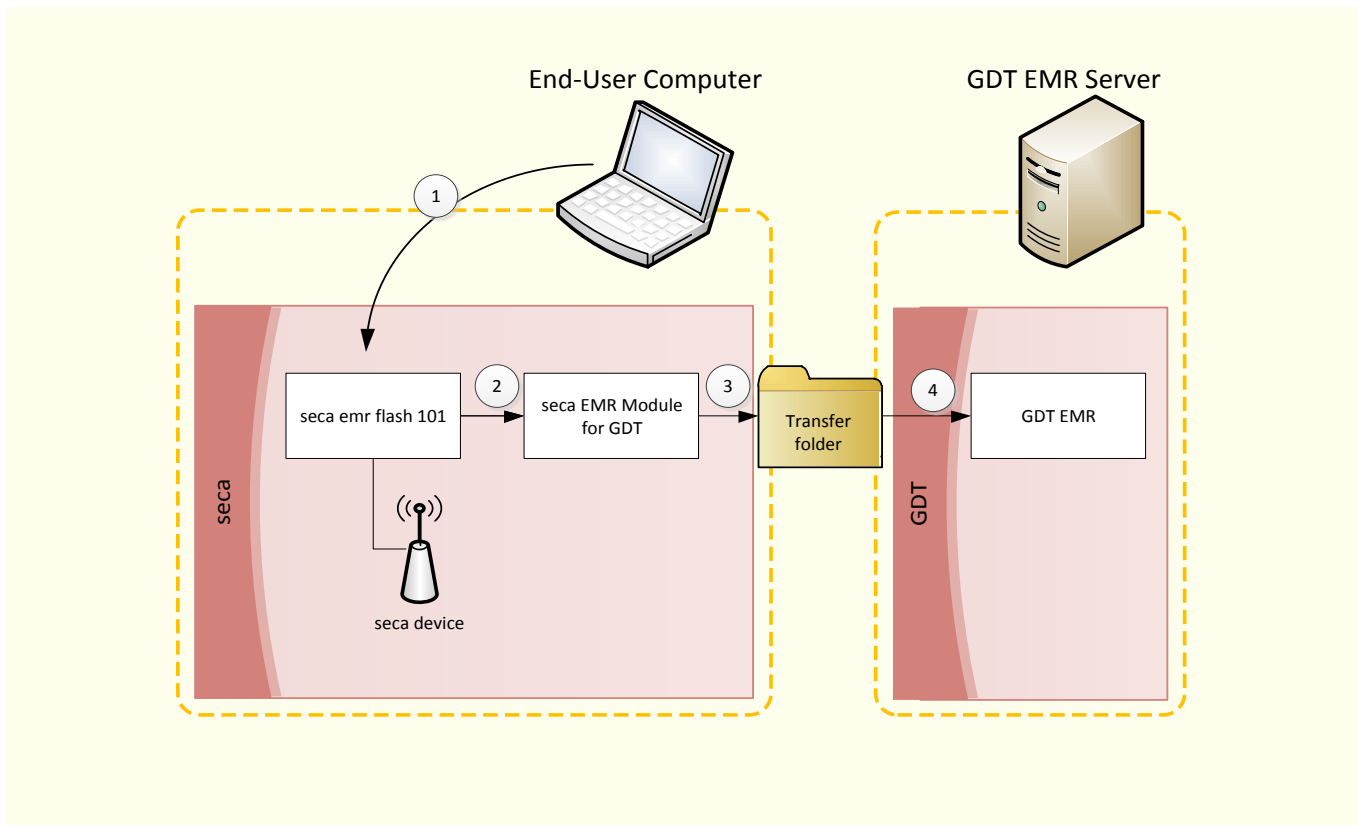 End-User Computer
GDT EMR Server
1
seca emr flash 101
2
seca EMR Module
for GDT
3
Transfer
folder
4
GDT EMR
seca
GDT
seca device